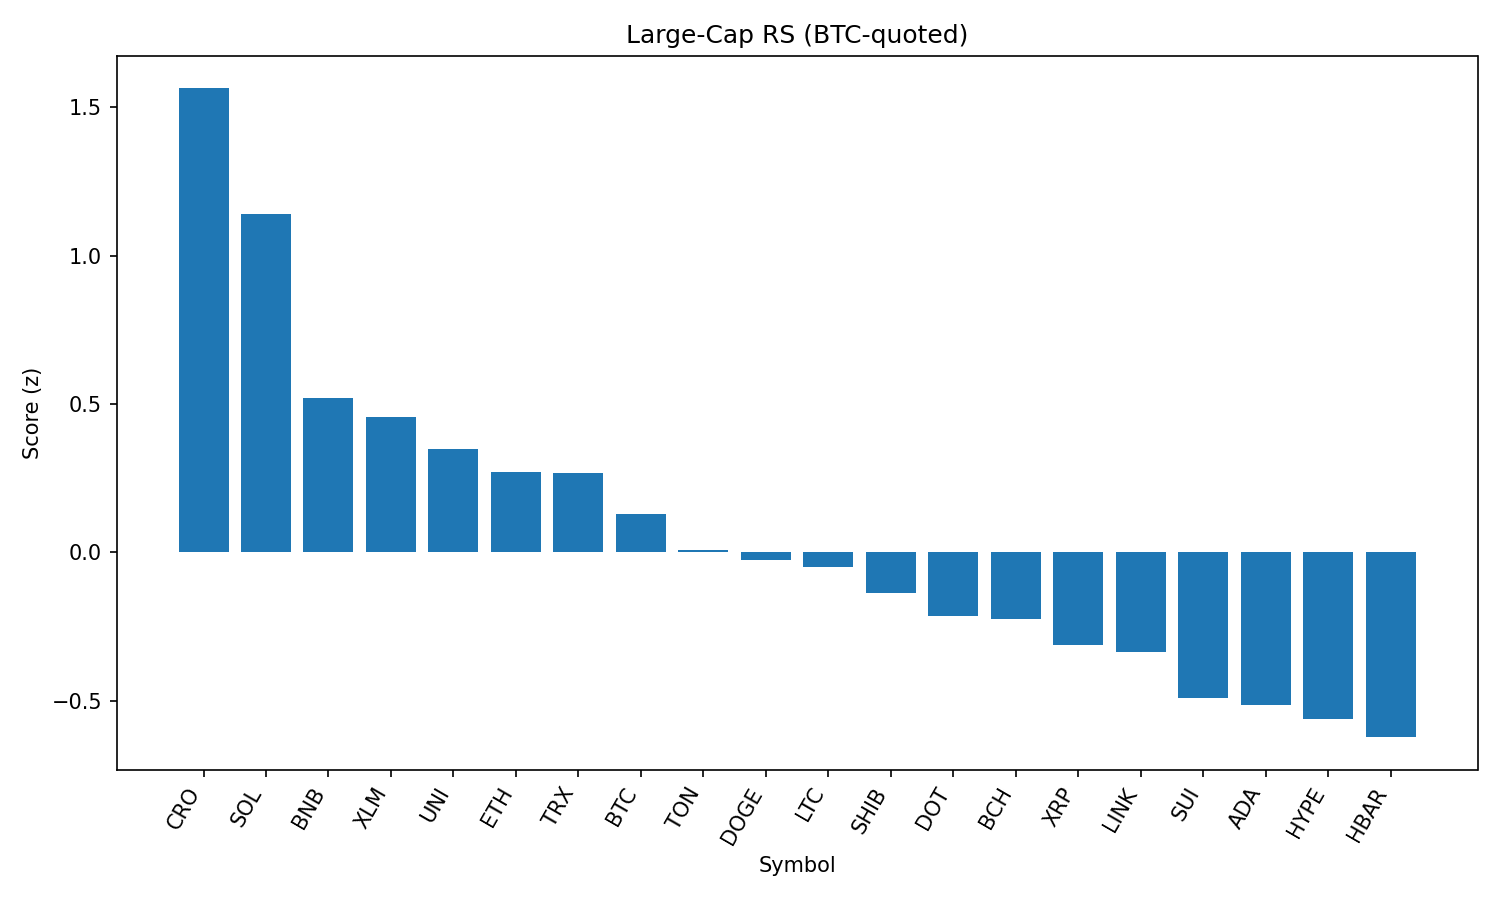 Large-Cap RS (BTC-quoted)
Score (z)
1.5
1.0
0.5
0.0
−0.5
CRO
SOL
BNB
XLM
UNI
ETH
TRX
BTC
TON
DOGE
LTC
SHIB
DOT
BCH
XRP
LINK
SUI
ADA
HYPE
HBAR
Symbol